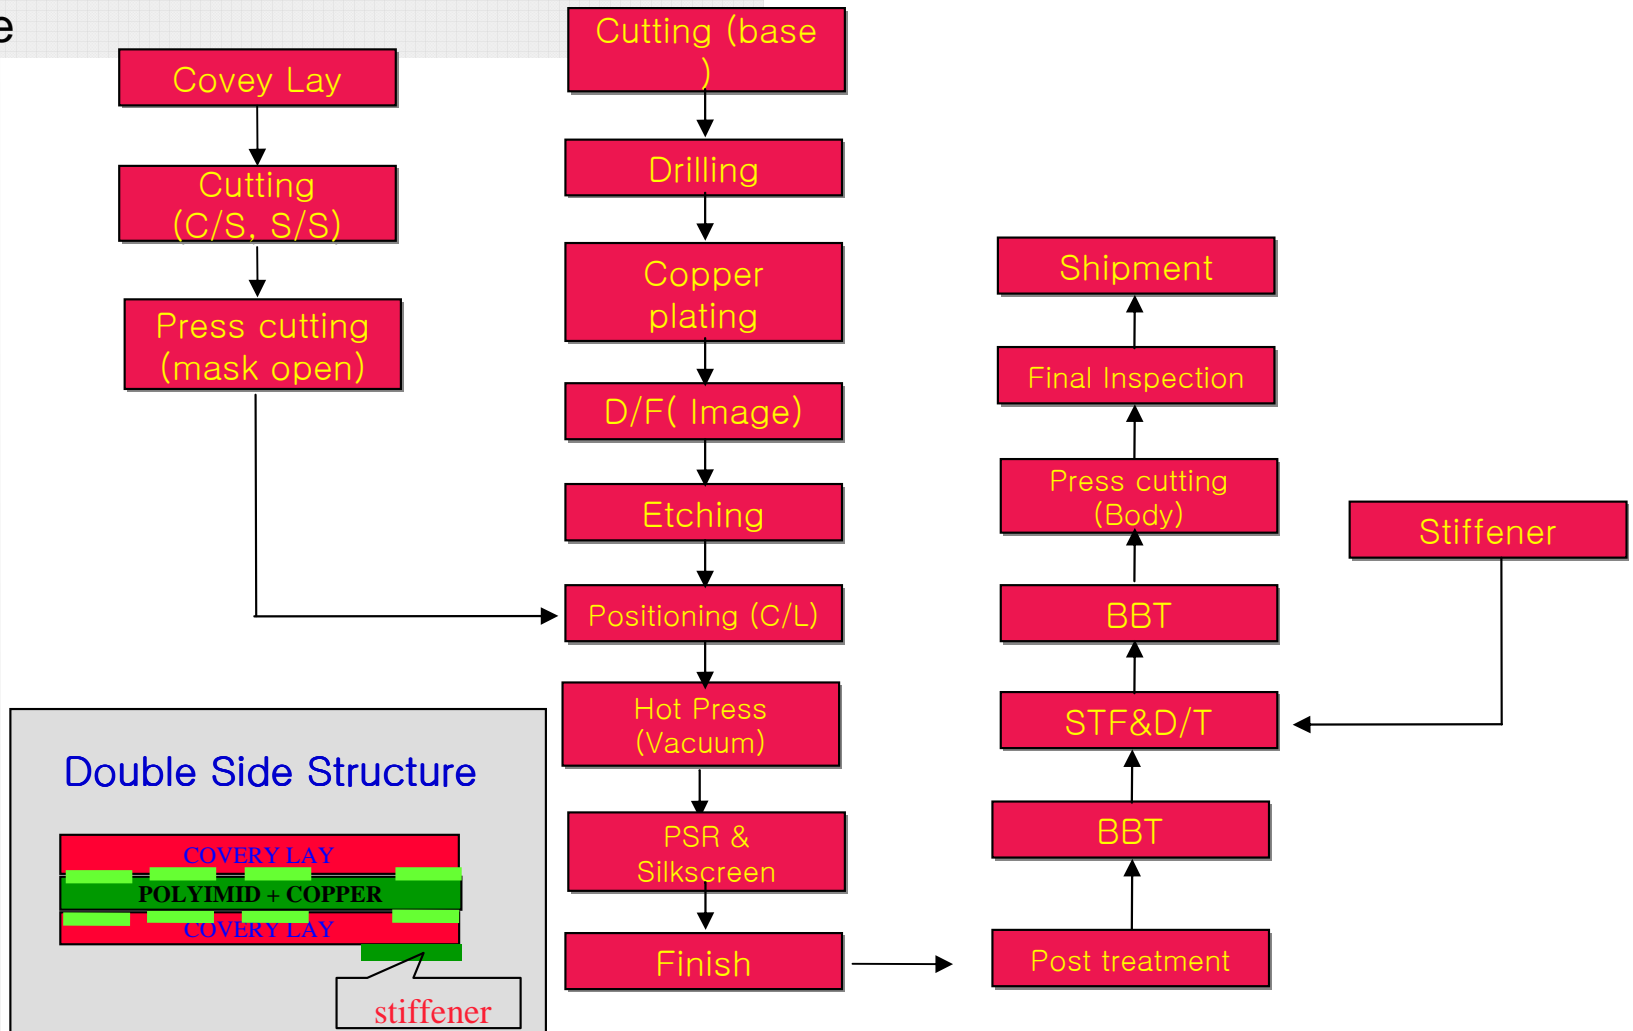 e
Covey Lay
Cutting
(C/S, S/S)
Press cutting
(mask open)
Cutting (base
)
Drilling
Copper
plating
D/F( Image)
Etching
Positioning (C/L)
Hot Press
(Vacuum)
PSR &
Silkscreen
Finish
Shipment
Final Inspection
Press cutting
(Body)
BBT
STF&D/T
BBT
Post treatment
Stiffener
Double Side Structure
COVERY LAY
POLYIMID + COPPER
COVERY LAY
stiffener